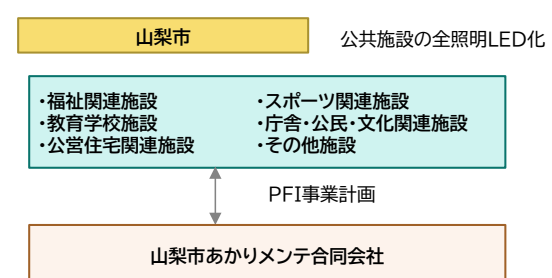 山梨市
公共施設の全照明LED化
・福祉関連施設
・教育学校施設
・公営住宅関連施設
・スポーツ関連施設
・庁舎・公民・文化関連施設
・その他施設
PFI事業計画
山梨市あかりメンテ合同会社